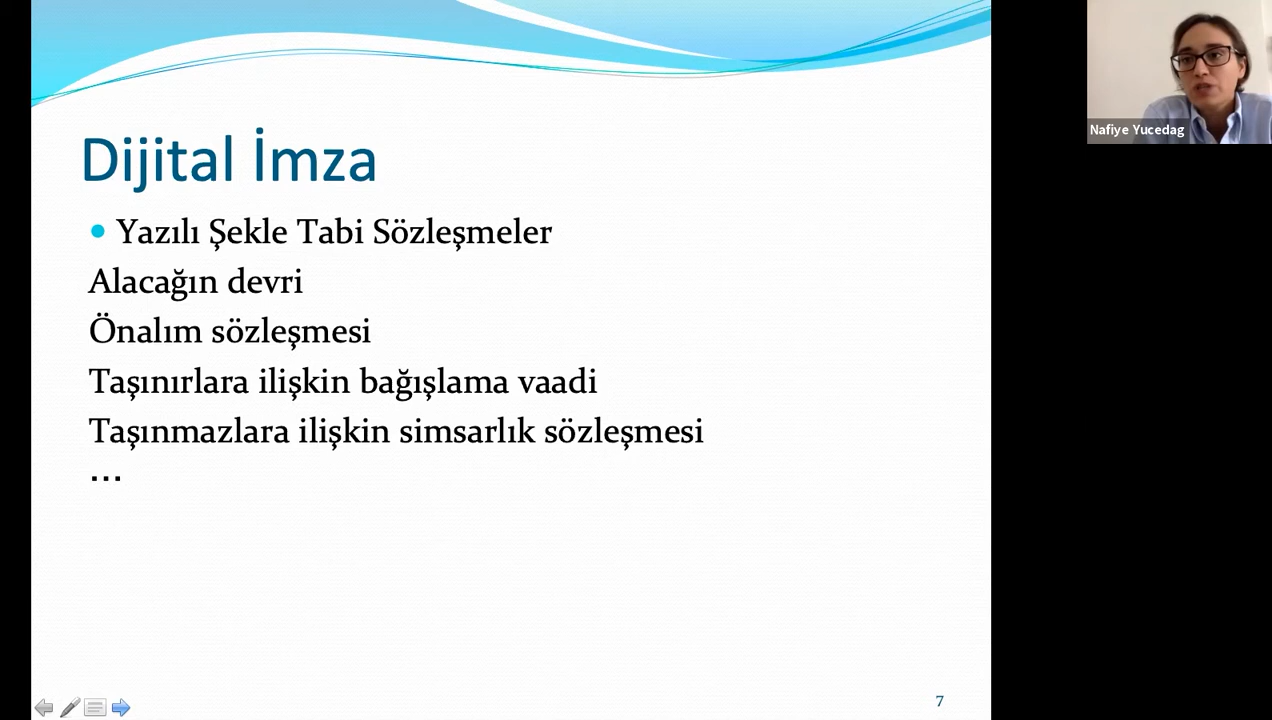 Dijital İmza
Yazılı Şekle Tabi Sözleşmeler
Alacağın devri
Önalım sözleşmesi
Taşınırlara ilişkin bağışlama vaadi
Taşınmazlara ilişkin simsarlık sözleşmesi
...
7
Nafiye Yucedag